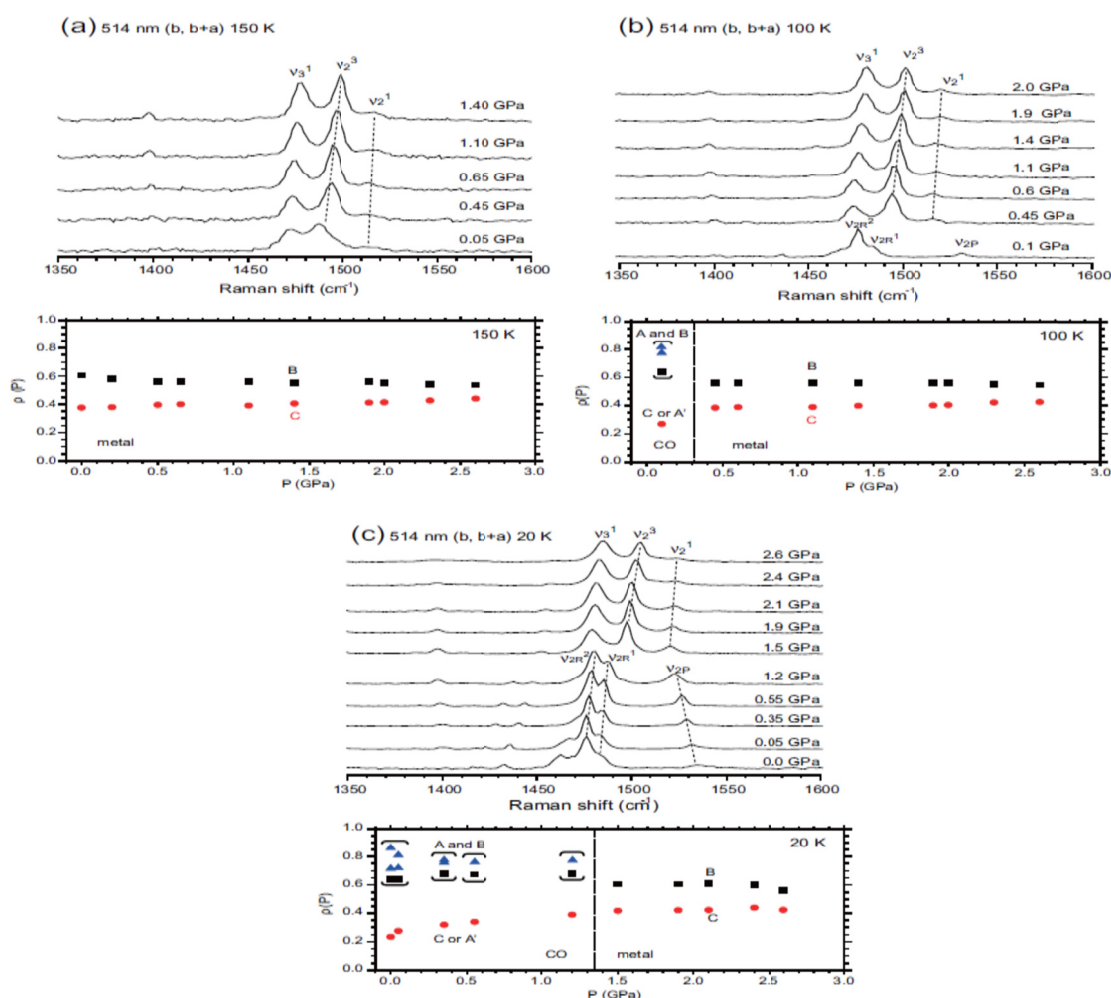 (a) 514 nm (b, b+a) 150 K
ν₃¹
ν₂³
ν₂¹
1.40 GPa
1.10 GPa
0.65 GPa
0.45 GPa
0.05 GPa
1350 1400 1450 1500 1550 1600
Raman shift (cm⁻¹)
1.0
0.8
0.6
0.4
0.2
0.0
ρ (P)
150 K
B
C
metal
0.0 0.5 1.0 1.5 2.0 2.5 3.0
P (GPa)
(b) 514 nm (b, b+a) 100 K
ν₃¹
ν₂³
ν₂¹
2.0 GPa
1.9 GPa
1.4 GPa
1.1 GPa
0.6 GPa
0.45 GPa
ν2R²
ν2R¹
ν2P
0.1 GPa
1350 1400 1450 1500 1550 1600
Raman shift (cm⁻¹)
1.0
0.8
0.6
0.4
0.2
0.0
ρ(P)
A and B
100 K
B
C or A'
C
CO
metal
0.0 0.5 1.0 1.5 2.0 2.5 3.0
P (GPa)
(c) 514 nm (b, b+a) 20 K
ν₃¹
ν₂³
ν₂¹
2.6 GPa
2.4 GPa
2.1 GPa
1.9 GPa
1.5 GPa
ν2R²
ν2R¹
ν2P
1.2 GPa
0.55 GPa
0.35 GPa
0.05 GPa
0.0 GPa
1350 1400 1450 1500 1550 1600
Raman shift (cm⁻¹)
1.0
0.8
0.6
0.4
0.2
0.0
ρ(P)
A and B
20 K
B
C
C or A'
CO
metal
0.0 0.5 1.0 1.5 2.0 2.5 3.0
P (GPa)